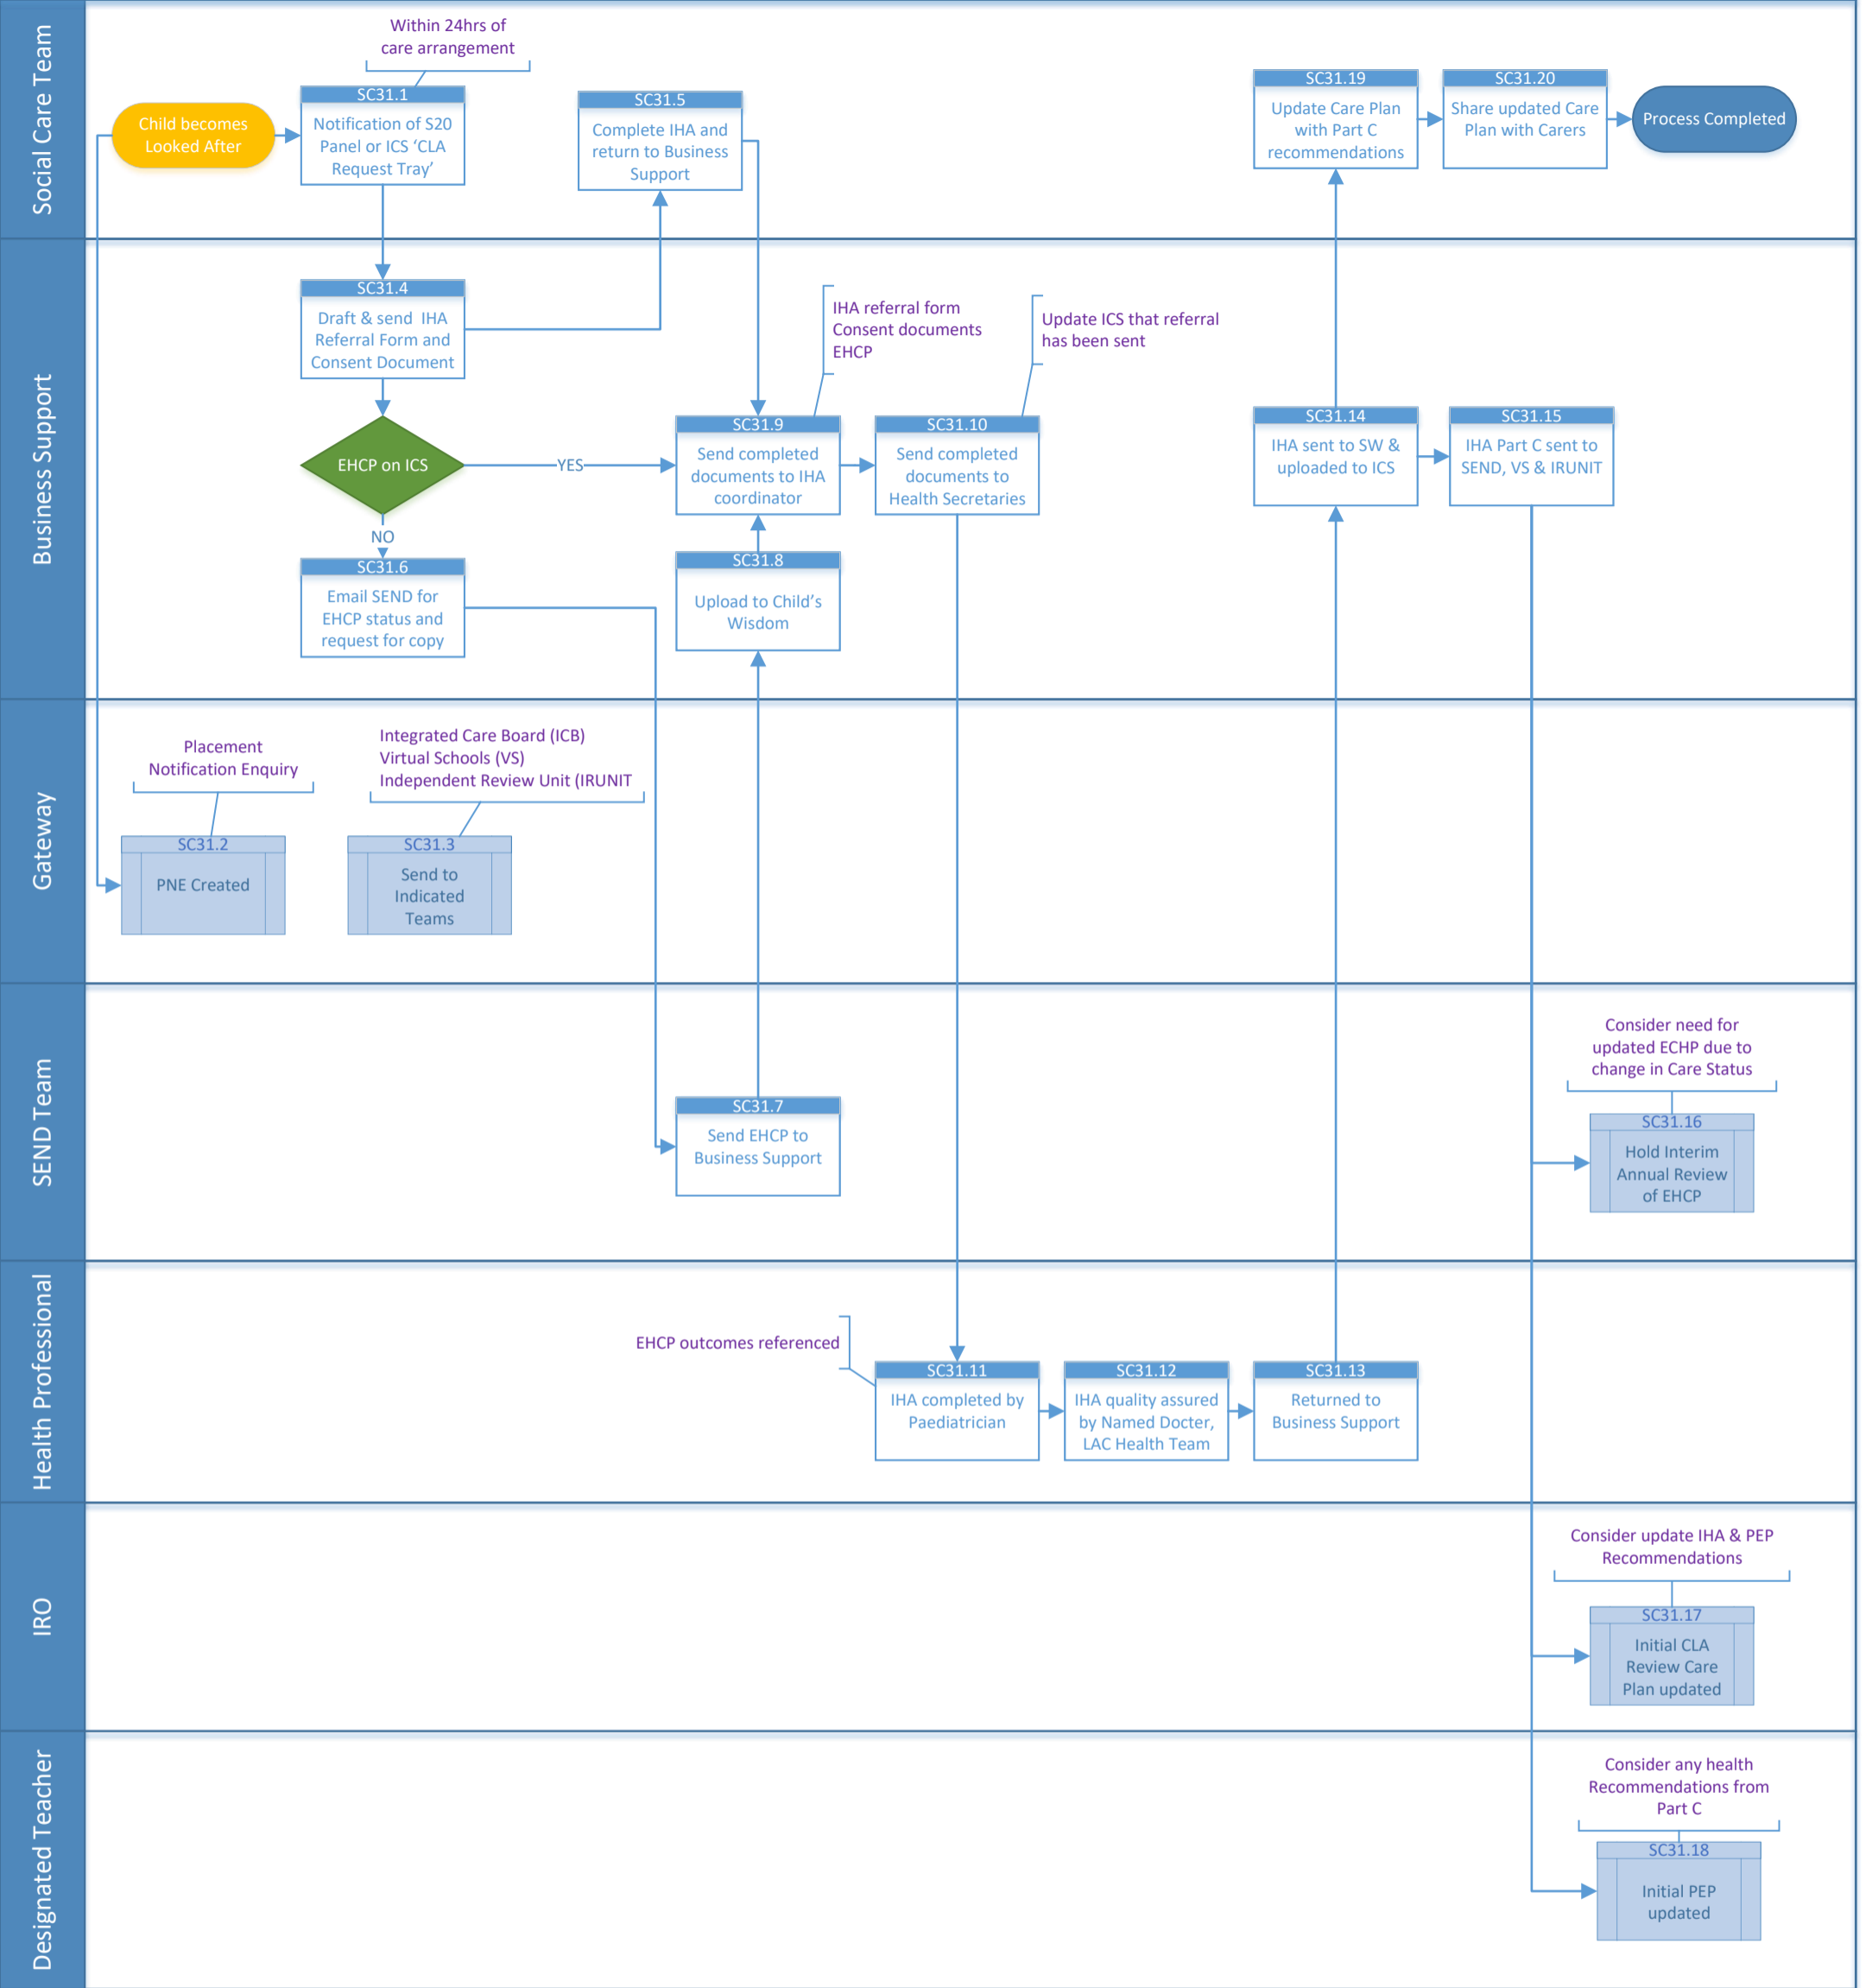 Social Care Team
Within 24hrs of
care arrangement
Child becomes
Looked After
SC31.1
Notification of S20
Panel or ICS ‘CLA
Request Tray’
SC31.5
Complete IHA and
return to Business
Support
SC31.19
Update Care Plan
with Part C
recommendations
SC31.20
Share updated Care
Plan with Carers
Process Completed
Business Support
SC31.4
Draft & send IHA
Referral Form and
Consent Document
EHCP on ICS
YES
NO
SC31.6
Email SEND for
EHCP status and
request for copy
IHA referral form
Consent documents
EHCP
SC31.9
Send completed
documents to IHA
coordinator
SC31.8
Upload to Child’s
Wisdom
Update ICS that referral
has been sent
SC31.10
Send completed
documents to
Health Secretaries
SC31.14
IHA sent to SW &
uploaded to ICS
SC31.15
IHA Part C sent to
SEND, VS & IRUNIT
Gateway
Placement
Notification Enquiry
SC31.2
PNE Created
Integrated Care Board (ICB)
Virtual Schools (VS)
Independent Review Unit (IRUNIT
SC31.3
Send to
Indicated
Teams
SEND Team
SC31.7
Send EHCP to
Business Support
Consider need for
updated ECHP due to
change in Care Status
SC31.16
Hold Interim
Annual Review
of EHCP
Health Professional
EHCP outcomes referenced
SC31.11
IHA completed by
Paediatrician
SC31.12
IHA quality assured
by Named Docter,
LAC Health Team
SC31.13
Returned to
Business Support
IRO
Consider update IHA & PEP
Recommendations
SC31.17
Initial CLA
Review Care
Plan updated
Designated Teacher
Consider any health
Recommendations from
Part C
SC31.18
Initial PEP
updated